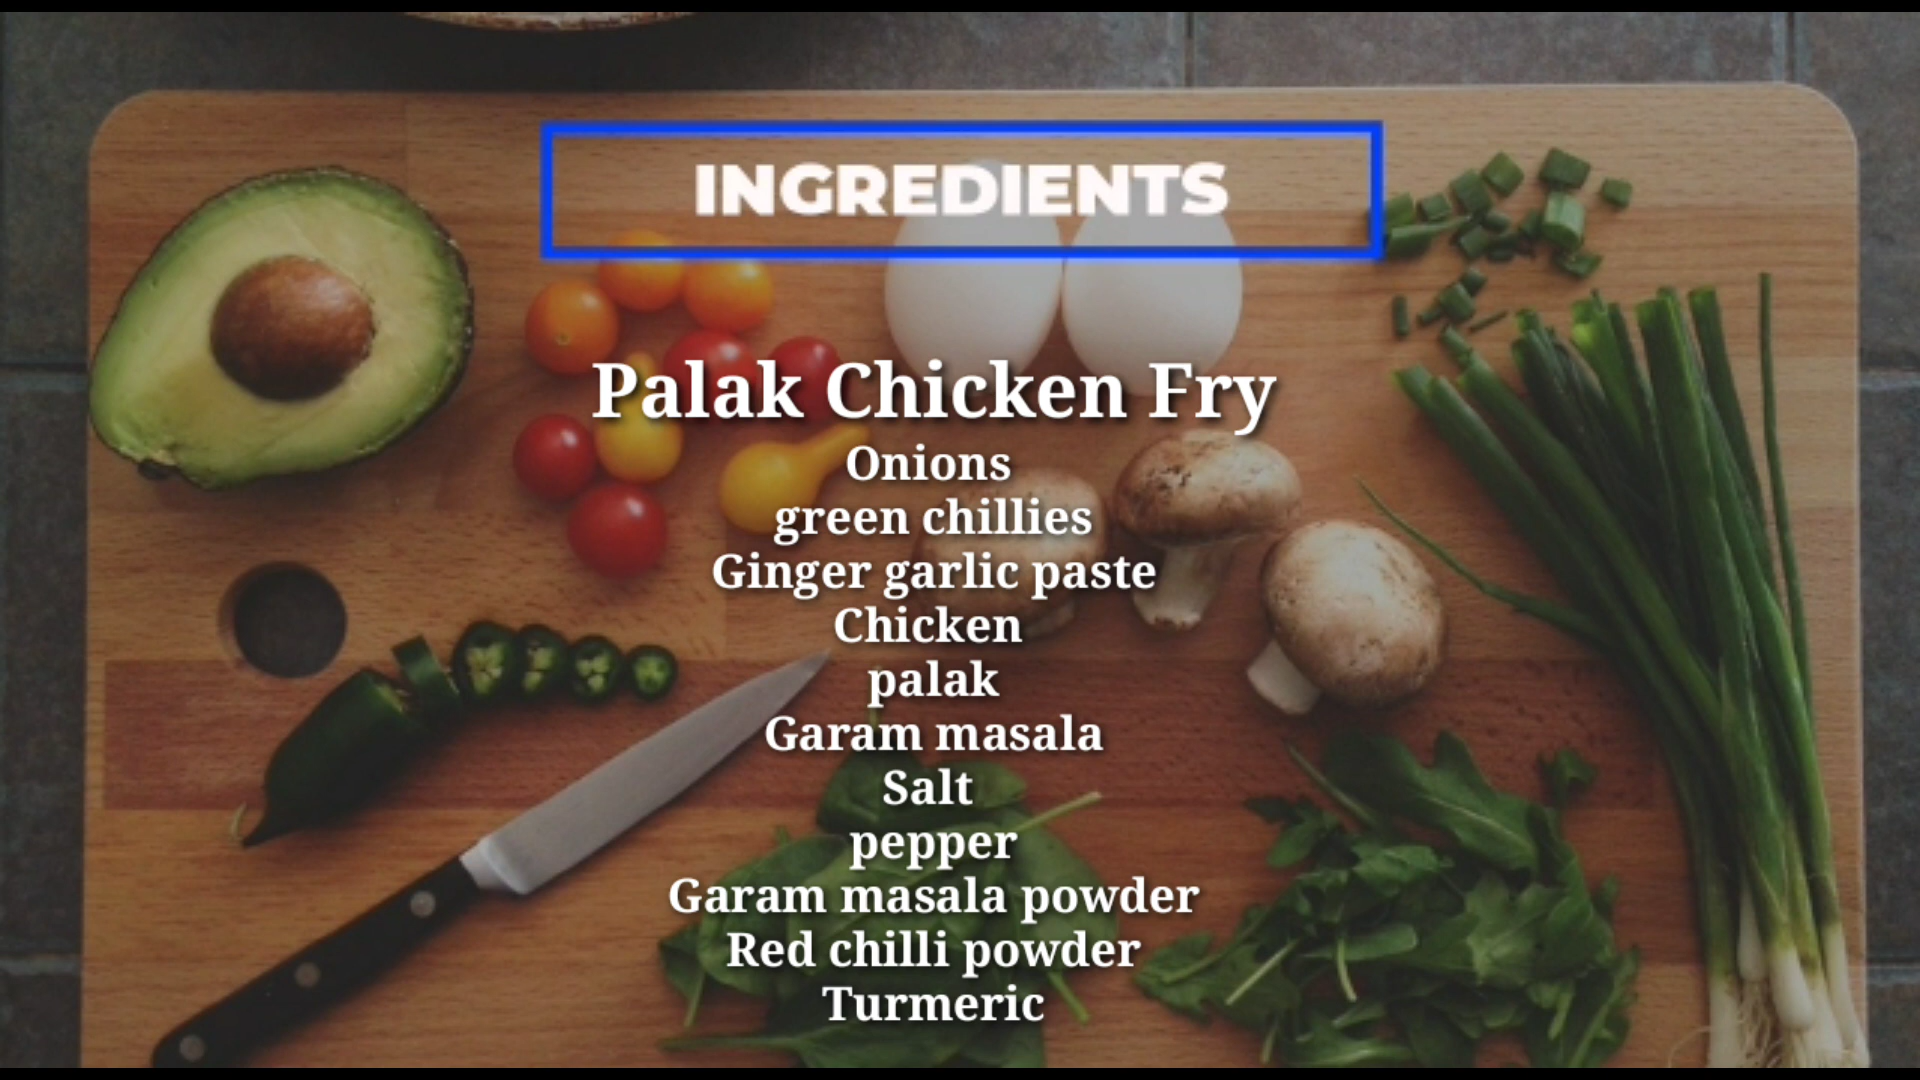 INGREDIENTS
Palak Chicken Fry
Onions
green chillies
Ginger garlic paste
Chicken
palak
Garam masala
Salt
pepper
Garam masala powder
Red chilli powder
Turmeric